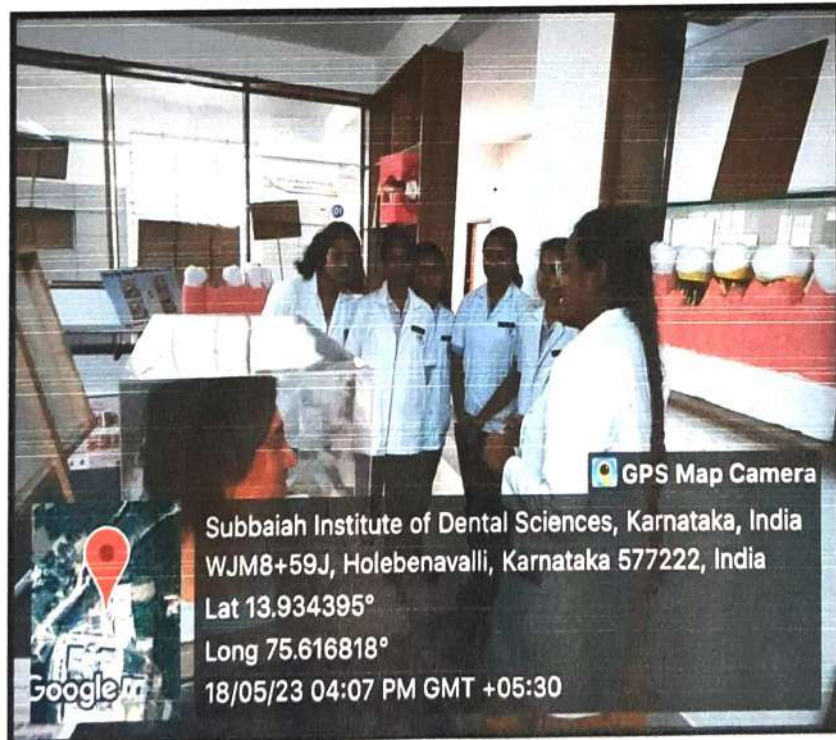 01
GPS Map Camera
Subbaiah Institute of Dental Sciences, Karnataka, India
WJM8+59J, Holebenavalli, Karnataka 577222, India
Lat 13.934395°
Long 75.616818°
18/05/23 04:07 PM GMT +05:30
Google